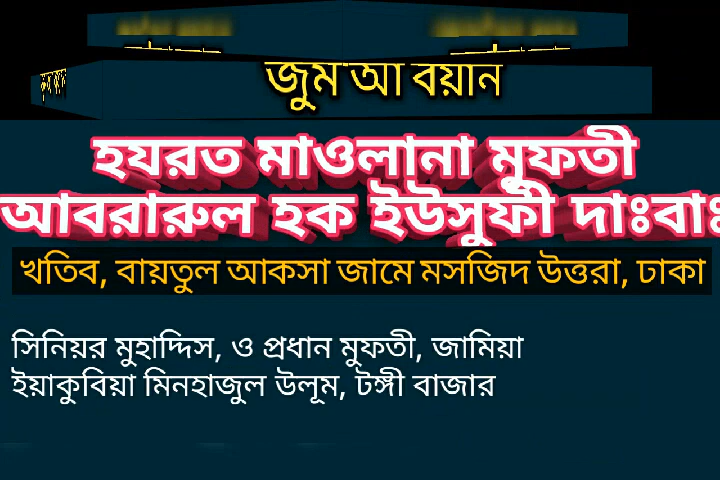 জুম'আ বয়ান
হযরত মাওলানা মুফতী
আবরারুল হক ইউসুফী দাঃবাঃ
খতিব, বায়তুল আকসা জামে মসজিদ উত্তরা, ঢাকা
সিনিয়র মুহাদ্দিস, ও প্রধান মুফতী, জামিয়া
ইয়াকুবিয়া মিনহাজুল উলূম, টঙ্গী বাজার